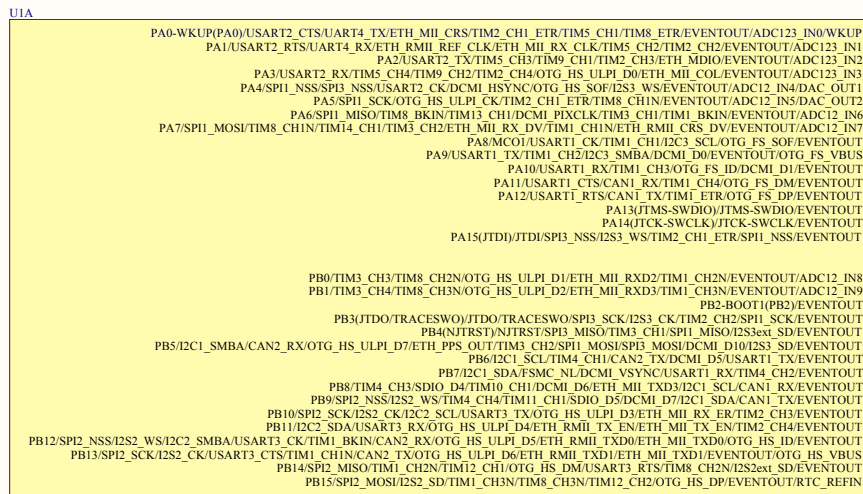 U1A
PA0-WKUP(PA0)/USART2_CTS/UART4_TX/ETH_MII_CRS/TIM2_CH1_ETR/TIM5_CH1/TIM8_ETR/EVENTOUT/ADC123_IN0/WKUP
PA1/USART2_RTS/UART4_RX/ETH_RMII_REF_CLK/ETH_MII_RX_CLK/TIM5_CH2/TIM2_CH2/EVENTOUT/ADC123_IN1
PA2/USART2_TX/TIM5_CH3/TIM9_CH1/TIM2_CH3/ETH_MDIO/EVENTOUT/ADC123_IN2
PA3/USART2_RX/TIM5_CH4/TIM9_CH2/TIM2_CH4/OTG_HS_ULPI_D0/ETH_MII_COL/EVENTOUT/ADC123_IN3
PA4/SPI1_NSS/SPI3_NSS/USART2_CK/DCMI_HSYNC/OTG_HS_SOF/I2S3_WS/EVENTOUT/ADC12_IN4/DAC_OUT1
PA5/SPI1_SCK/OTG_HS_ULPI_CK/TIM2_CH1_ETR/TIM8_CH1N/EVENTOUT/ADC12_IN5/DAC_OUT2
PA6/SPI1_MISO/TIM8_BKIN/TIM13_CH1/DCMI_PIXCLK/TIM3_CH1/TIM1_BKIN/EVENTOUT/ADC12_IN6
PA7/SPI1_MOSI/TIM8_CH1N/TIM14_CH1/TIM3_CH2/ETH_MII_RX_DV/TIM1_CH1N/ETH_RMII_CRS_DV/EVENTOUT/ADC12_IN7
PA8/MCO1/USART1_CK/TIM1_CH1/I2C3_SCL/OTG_FS_SOF/EVENTOUT
PA9/USART1_TX/TIM1_CH2/I2C3_SMBA/DCMI_D0/EVENTOUT/OTG_FS_VBUS
PA10/USART1_RX/TIM1_CH3/OTG_FS_ID/DCMI_D1/EVENTOUT
PA11/USART1_CTS/CAN1_RX/TIM1_CH4/OTG_FS_DM/EVENTOUT
PA12/USART1_RTS/CAN1_TX/TIM1_ETR/OTG_FS_DP/EVENTOUT
PA13(JTMS-SWDIO)/JTMS-SWDIO/EVENTOUT
PA14(JTCK-SWCLK)/JTCK-SWCLK/EVENTOUT
PA15(JTDI)/JTDI/SPI3_NSS/I2S3_WS/TIM2_CH1_ETR/SPI1_NSS/EVENTOUT
PB0/TIM3_CH3/TIM8_CH2N/OTG_HS_ULPI_D1/ETH_MII_RXD2/TIM1_CH2N/EVENTOUT/ADC12_IN8
PB1/TIM3_CH4/TIM8_CH3N/OTG_HS_ULPI_D2/ETH_MII_RXD3/TIM1_CH3N/EVENTOUT/ADC12_IN9
PB2-BOOT1(PB2)/EVENTOUT
PB3(JTDO/TRACESWO)/JTDO/TRACESWO/SPI3_SCK/I2S3_CK/TIM2_CH2/SPI1_SCK/EVENTOUT
PB4(NJTRST)/NJTRST/SPI3_MISO/TIM3_CH1/SPI1_MISO/I2S3ext_SD/EVENTOUT
PB5/I2C1_SMBA/CAN2_RX/OTG_HS_ULPI_D7/ETH_PPS_OUT/TIM3_CH2/SPI1_MOSI/SPI3_MOSI/DCMI_D10/I2S3_SD/EVENTOUT
PB6/I2C1_SCL/TIM4_CH1/CAN2_TX/DCMI_D5/USART1_TX/EVENTOUT
PB7/I2C1_SDA/FSMC_NL/DCMI_VSYNC/USART1_RX/TIM4_CH2/EVENTOUT
PB8/TIM4_CH3/SDIO_D4/TIM10_CH1/DCMI_D6/ETH_MII_TXD3/I2C1_SCL/CAN1_RX/EVENTOUT
PB9/SPI2_NSS/I2S2_WS/TIM4_CH4/TIM11_CH1/SDIO_D5/DCMI_D7/I2C1_SDA/CAN1_TX/EVENTOUT
PB10/SPI2_SCK/I2S2_CK/I2C2_SCL/USART3_TX/OTG_HS_ULPI_D3/ETH_MII_RX_ER/TIM2_CH3/EVENTOUT
PB11/I2C2_SDA/USART3_RX/OTG_HS_ULPI_D4/ETH_RMII_TX_EN/ETH_MII_TX_EN/TIM2_CH4/EVENTOUT
PB12/SPI2_NSS/I2S2_WS/I2C2_SMBA/USART3_CK/TIM1_BKIN/CAN2_RX/OTG_HS_ULPI_D5/ETH_RMII_TXD0/ETH_MII_TXD0/OTG_HS_ID/EVENTOUT
PB13/SPI2_SCK/I2S2_CK/USART3_CTS/TIM1_CH1N/CAN2_TX/OTG_HS_ULPI_D6/ETH_RMII_TXD1/ETH_MII_TXD1/EVENTOUT/OTG_HS_VBUS
PB14/SPI2_MISO/TIM1_CH2N/TIM12_CH1/OTG_HS_DM/USART3_RTS/TIM8_CH2N/I2S2ext_SD/EVENTOUT
PB15/SPI2_MOSI/I2S2_SD/TIM1_CH3N/TIM8_CH3N/TIM12_CH2/OTG_HS_DP/EVENTOUT/RTC_REFIN